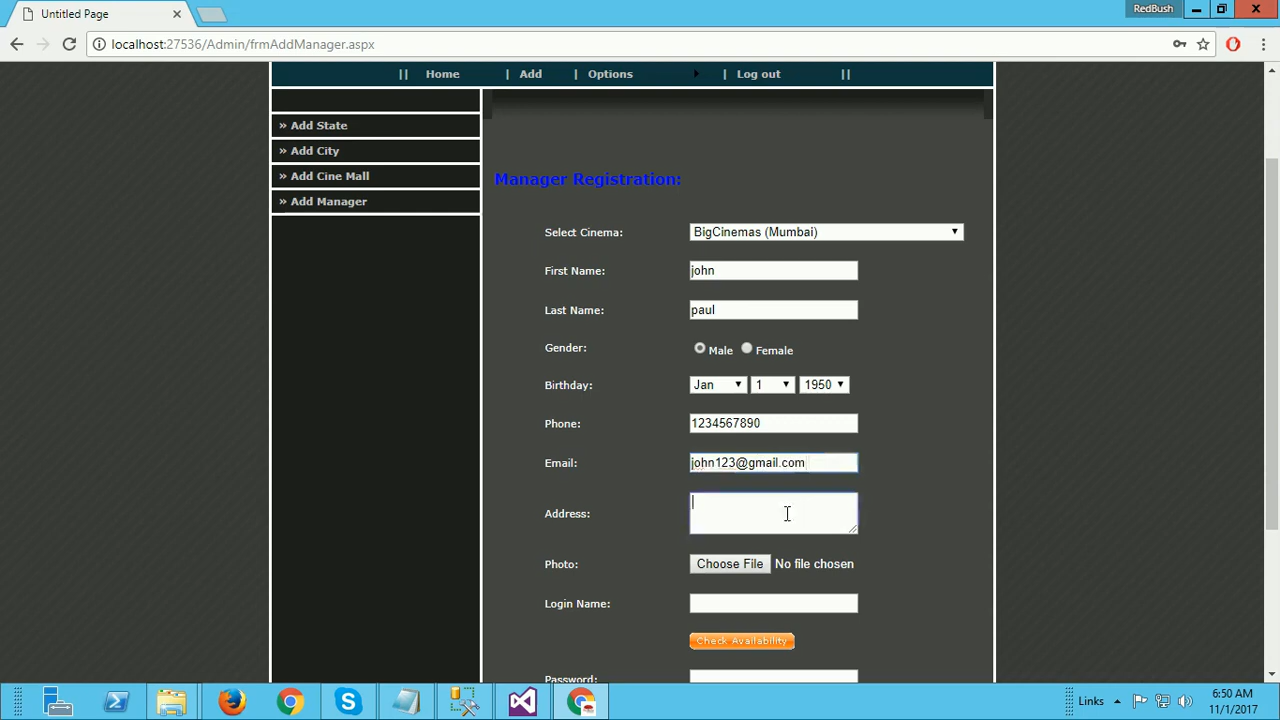 Untitled Page
RedBush
localhost:27536/Admin/frmAddManager.aspx
|| Home | Add | Options | Log out ||
» Add State
» Add City
» Add Cine Mall
» Add Manager
Manager Registration:
Select Cinema: BigCinemas (Mumbai)
First Name: john
Last Name: paul
Gender: Male Female
Birthday: Jan 1 1950
Phone: 1234567890
Email: john123@gmail.com
Address:
Photo: Choose File No file chosen
Login Name:
Check Availability
Password:
Links
6:50 AM
11/1/2017